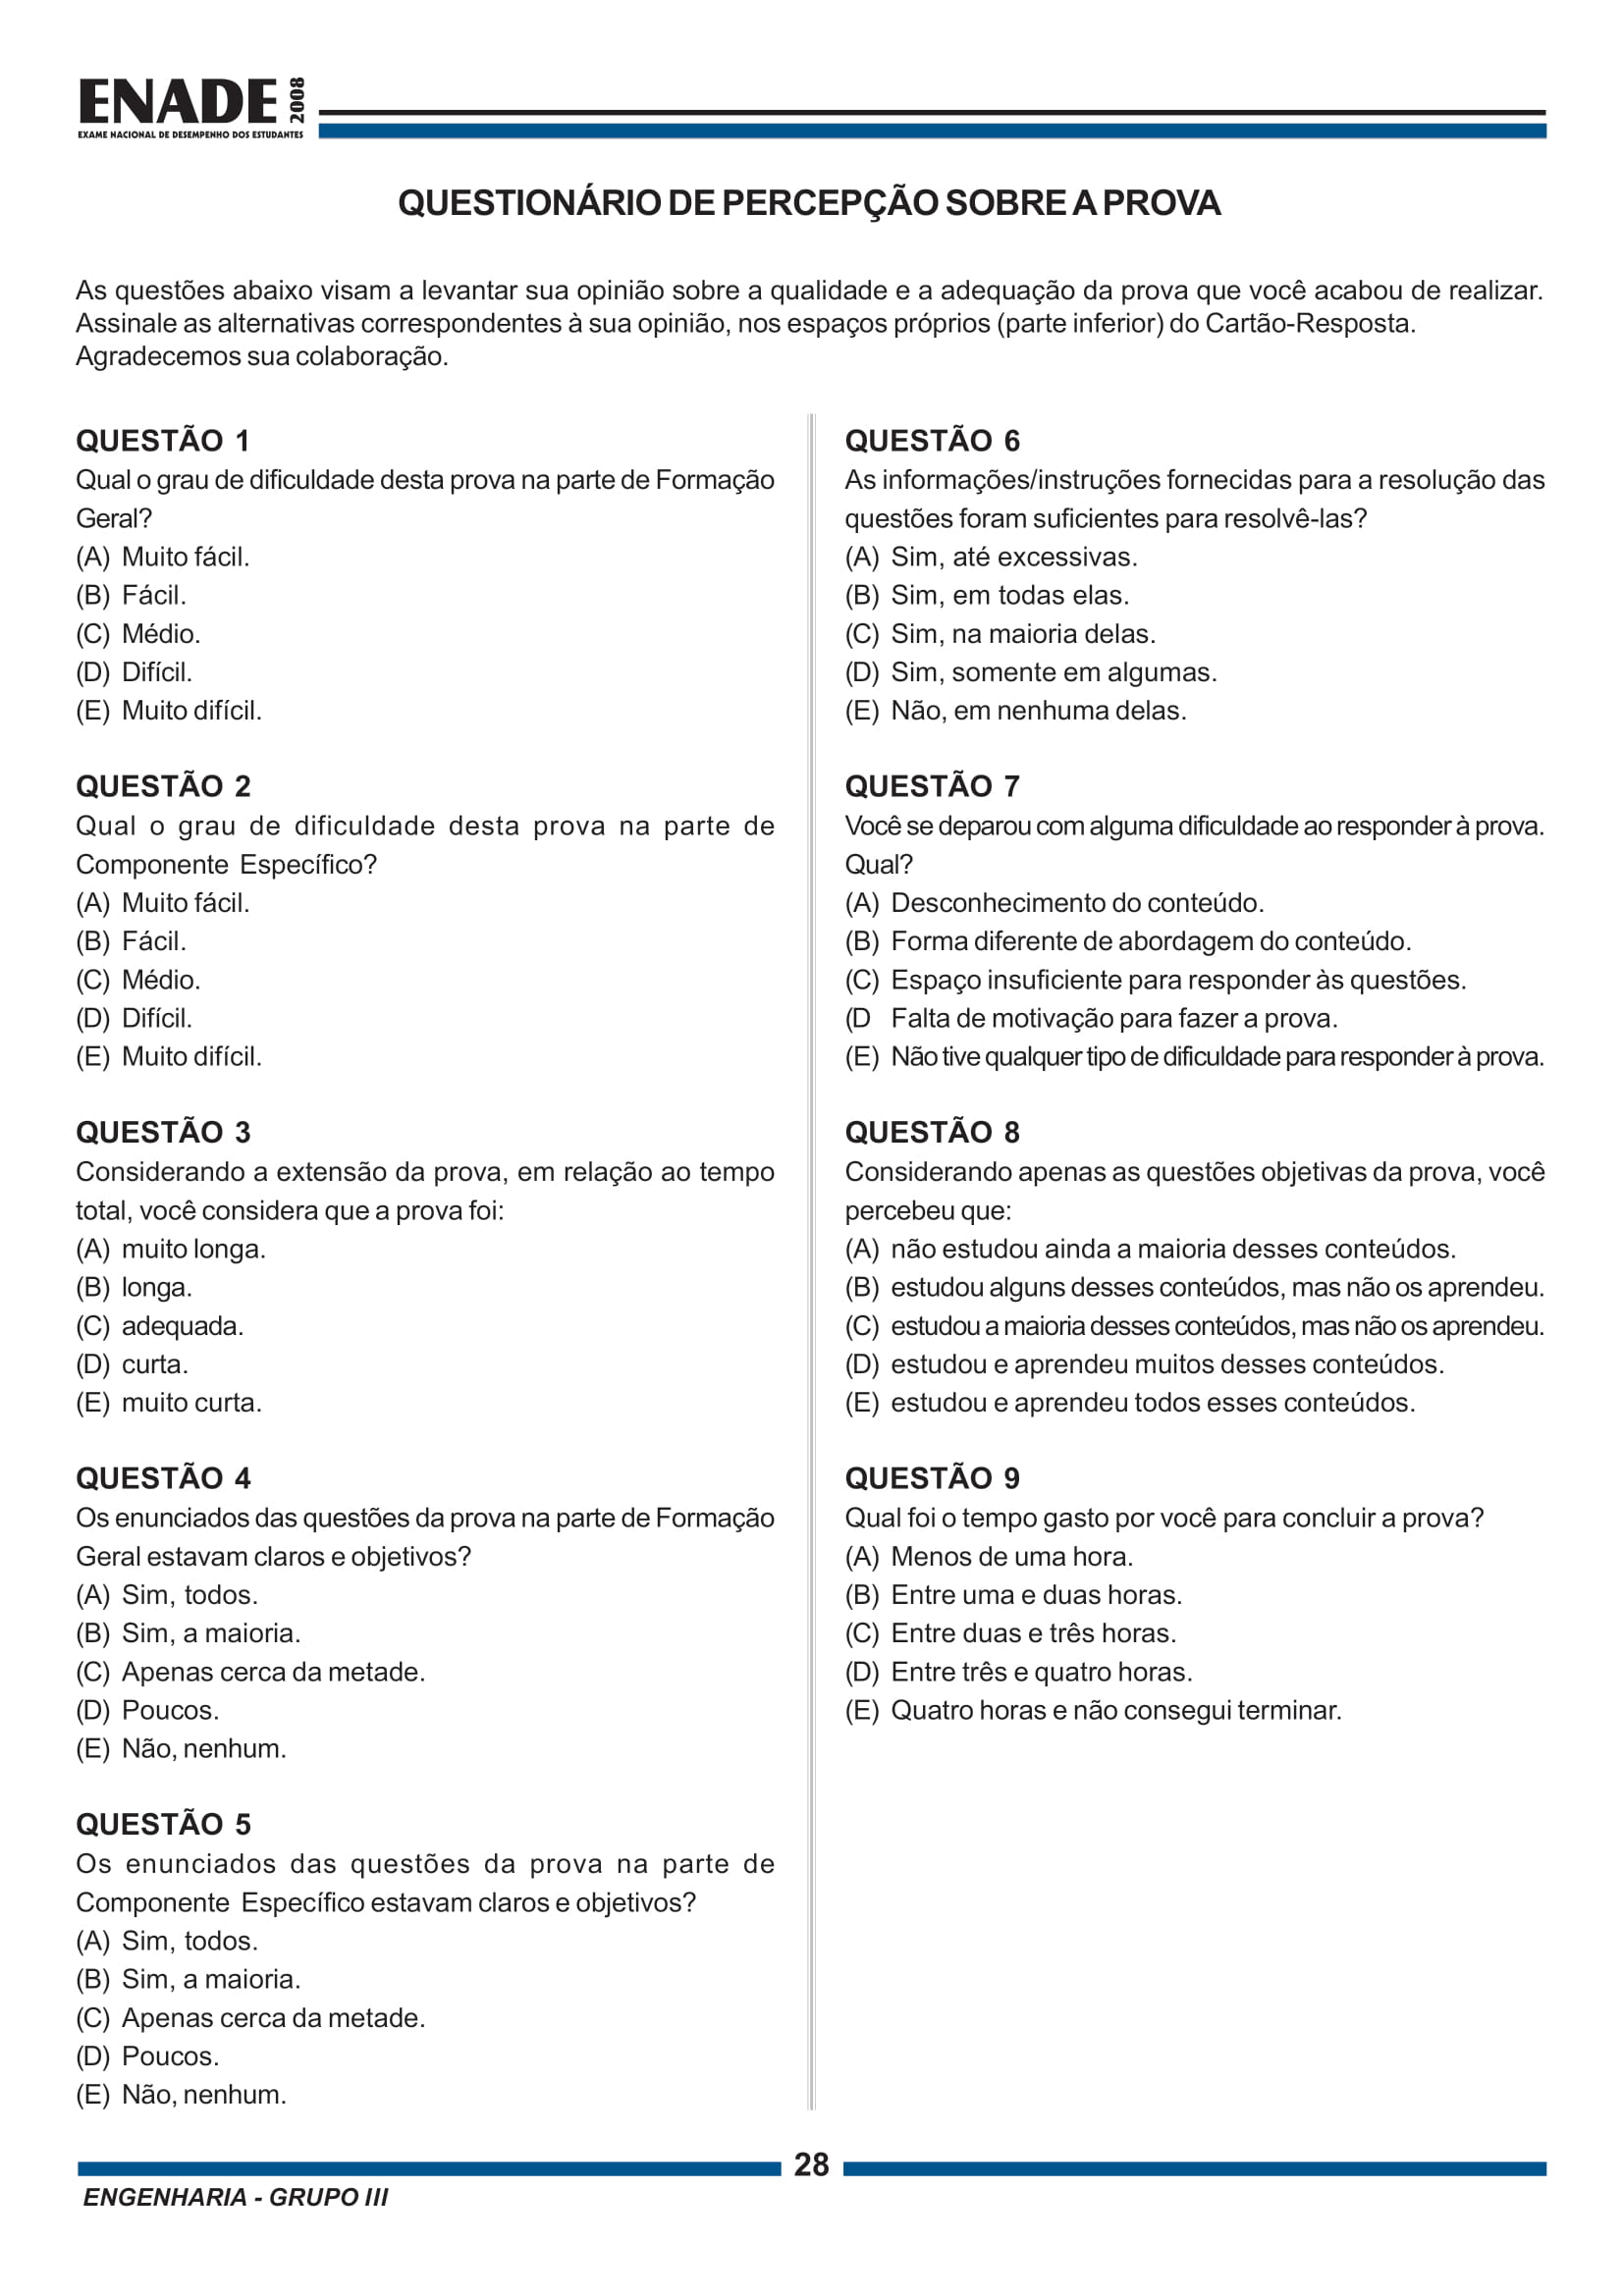 ENADE 2008
EXAME NACIONAL DE DESEMPENHO DOS ESTUDANTES
QUESTIONÁRIO DE PERCEPÇÃO SOBRE A PROVA
As questões abaixo visam a levantar sua opinião sobre a qualidade e a adequação da prova que você acabou de realizar.
Assinale as alternativas correspondentes à sua opinião, nos espaços próprios (parte inferior) do Cartão-Resposta.
Agradecemos sua colaboração.
QUESTÃO 1
Qual o grau de dificuldade desta prova na parte de Formação
Geral?
(A) Muito fácil.
(B) Fácil.
(C) Médio.
(D) Difícil.
(E) Muito difícil.
QUESTÃO 2
Qual o grau de dificuldade desta prova na parte de
Componente Específico?
(A) Muito fácil.
(B) Fácil.
(C) Médio.
(D) Difícil.
(E) Muito difícil.
QUESTÃO 3
Considerando a extensão da prova, em relação ao tempo
total, você considera que a prova foi:
(A) muito longa.
(B) longa.
(C) adequada.
(D) curta.
(E) muito curta.
QUESTÃO 4
Os enunciados das questões da prova na parte de Formação
Geral estavam claros e objetivos?
(A) Sim, todos.
(B) Sim, a maioria.
(C) Apenas cerca da metade.
(D) Poucos.
(E) Não, nenhum.
QUESTÃO 5
Os enunciados das questões da prova na parte de
Componente Específico estavam claros e objetivos?
(A) Sim, todos.
(B) Sim, a maioria.
(C) Apenas cerca da metade.
(D) Poucos.
(E) Não, nenhum.
QUESTÃO 6
As informações/instruções fornecidas para a resolução das
questões foram suficientes para resolvê-las?
(A) Sim, até excessivas.
(B) Sim, em todas elas.
(C) Sim, na maioria delas.
(D) Sim, somente em algumas.
(E) Não, em nenhuma delas.
QUESTÃO 7
Você se deparou com alguma dificuldade ao responder à prova.
Qual?
(A) Desconhecimento do conteúdo.
(B) Forma diferente de abordagem do conteúdo.
(C) Espaço insuficiente para responder às questões.
(D Falta de motivação para fazer a prova.
(E) Não tive qualquer tipo de dificuldade para responder à prova.
QUESTÃO 8
Considerando apenas as questões objetivas da prova, você
percebeu que:
(A) não estudou ainda a maioria desses conteúdos.
(B) estudou alguns desses conteúdos, mas não os aprendeu.
(C) estudou a maioria desses conteúdos, mas não os aprendeu.
(D) estudou e aprendeu muitos desses conteúdos.
(E) estudou e aprendeu todos esses conteúdos.
QUESTÃO 9
Qual foi o tempo gasto por você para concluir a prova?
(A) Menos de uma hora.
(B) Entre uma e duas horas.
(C) Entre duas e três horas.
(D) Entre três e quatro horas.
(E) Quatro horas e não consegui terminar.
28
ENGENHARIA - GRUPO III